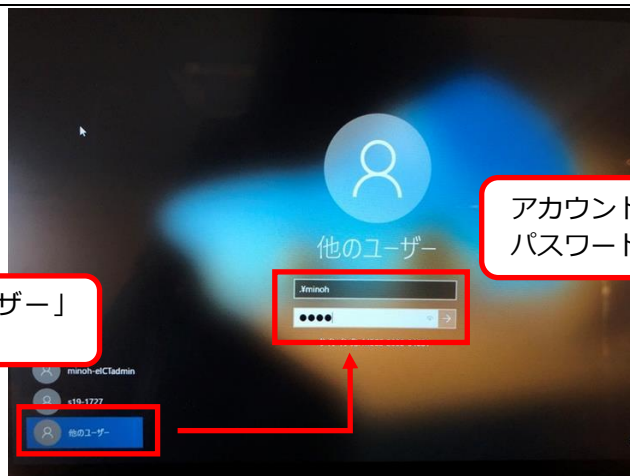 他のユーザー
アカウント
パスワード
.¥minoh
ザー」
minoh-eICTadmin
s19-1727
他のユーザー